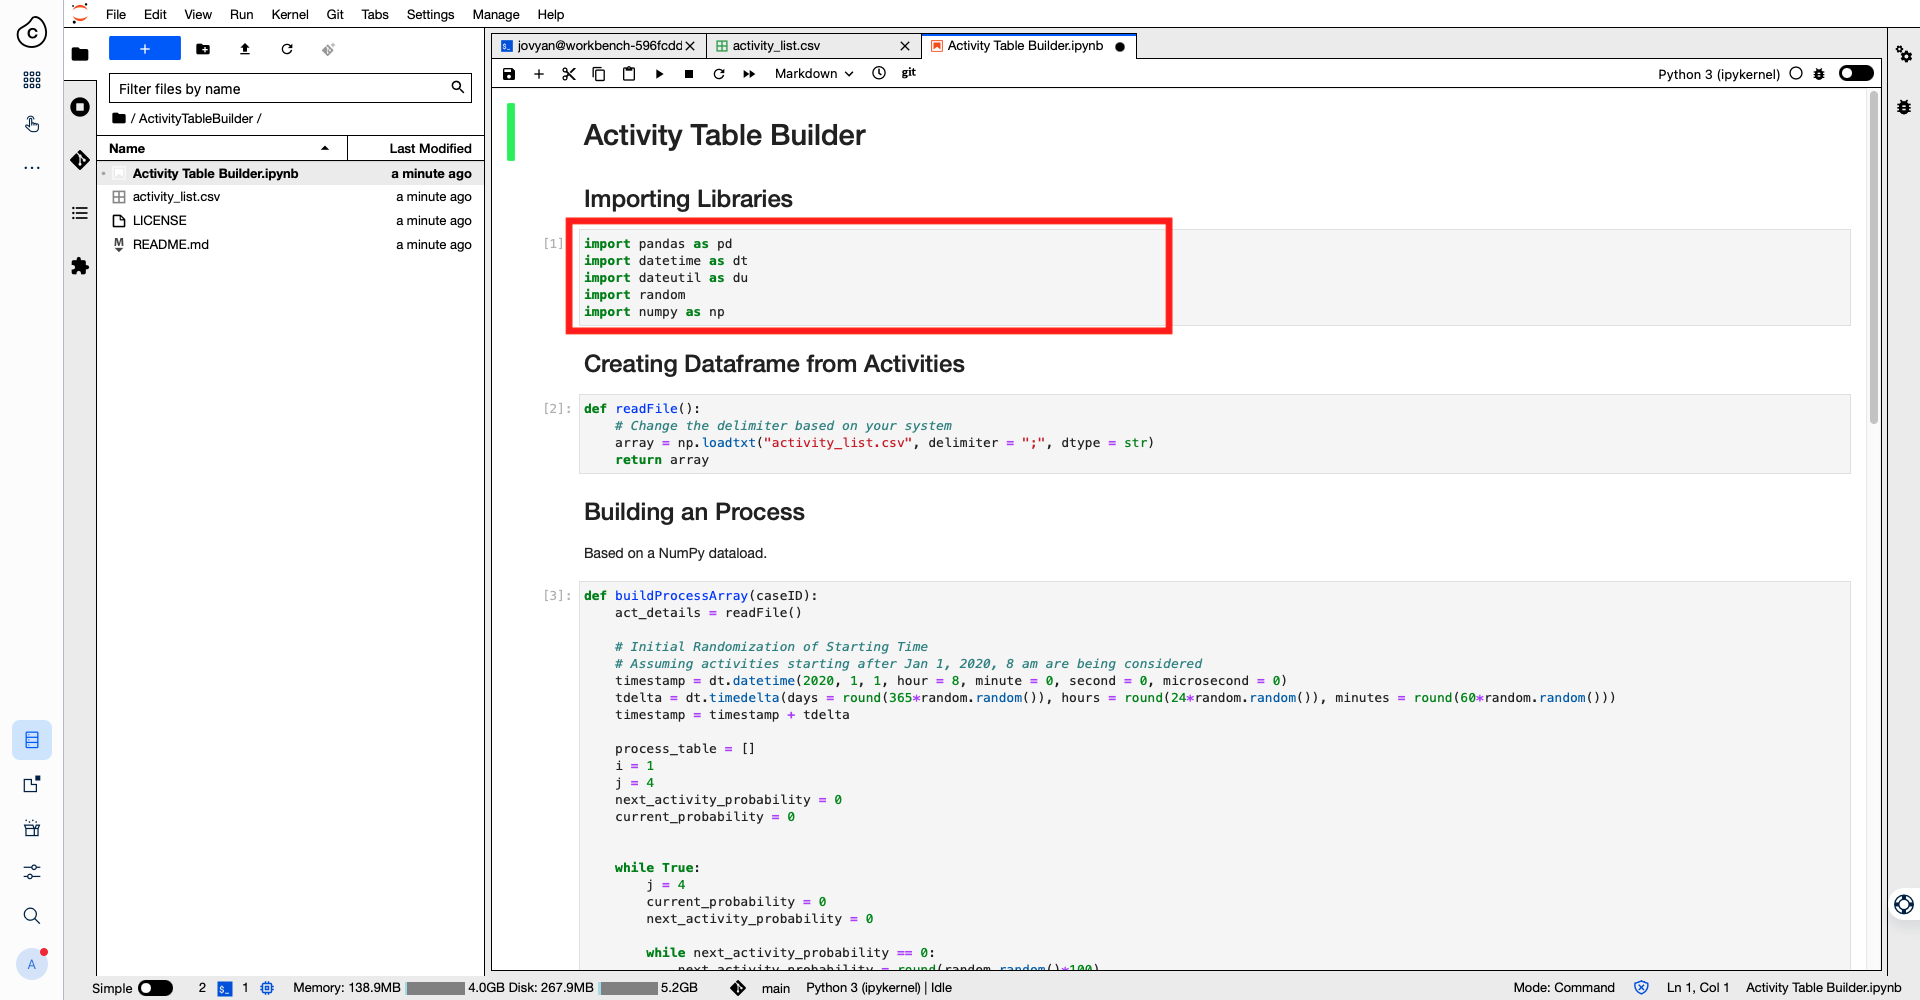 File Edit View Run Kernel Git Tabs Settings Manage Help
C
+
Filter files by name
/ ActivityTableBuilder /
Name Last Modified
Activity Table Builder.ipynb a minute ago
activity_list.csv a minute ago
LICENSE a minute ago
README.md a minute ago
jovyan@workbench-596fcdd activity_list.csv Activity Table Builder.ipynb
Markdown git Python 3 (ipykernel)
Activity Table Builder
Importing Libraries
[1] import pandas as pd
import datetime as dt
import dateutil as du
import random
import numpy as np
Creating Dataframe from Activities
[2]: def readFile():
# Change the delimiter based on your system
array = np.loadtxt("activity_list.csv", delimiter = ";", dtype = str)
return array
Building an Process
Based on a NumPy dataload.
[3]: def buildProcessArray(caseID):
act_details = readFile()
# Initial Randomization of Starting Time
# Assuming activities starting after Jan 1, 2020, 8 am are being considered
timestamp = dt.datetime(2020, 1, 1, hour = 8, minute = 0, second = 0, microsecond = 0)
tdelta = dt.timedelta(days = round(365*random.random()), hours = round(24*random.random()), minutes = round(60*random.random()))
timestamp = timestamp + tdelta
process_table = []
i = 1
j = 4
next_activity_probability = 0
current_probability = 0
while True:
j = 4
current_probability = 0
next_activity_probability = 0
while next_activity_probability == 0:
next_activity_probability = round(random.random()*100)
A
Simple 2 1 Memory: 138.9MB 4.0GB Disk: 267.9MB 5.2GB main Python 3 (ipykernel) | Idle Mode: Command Ln 1, Col 1 Activity Table Builder.ipynb